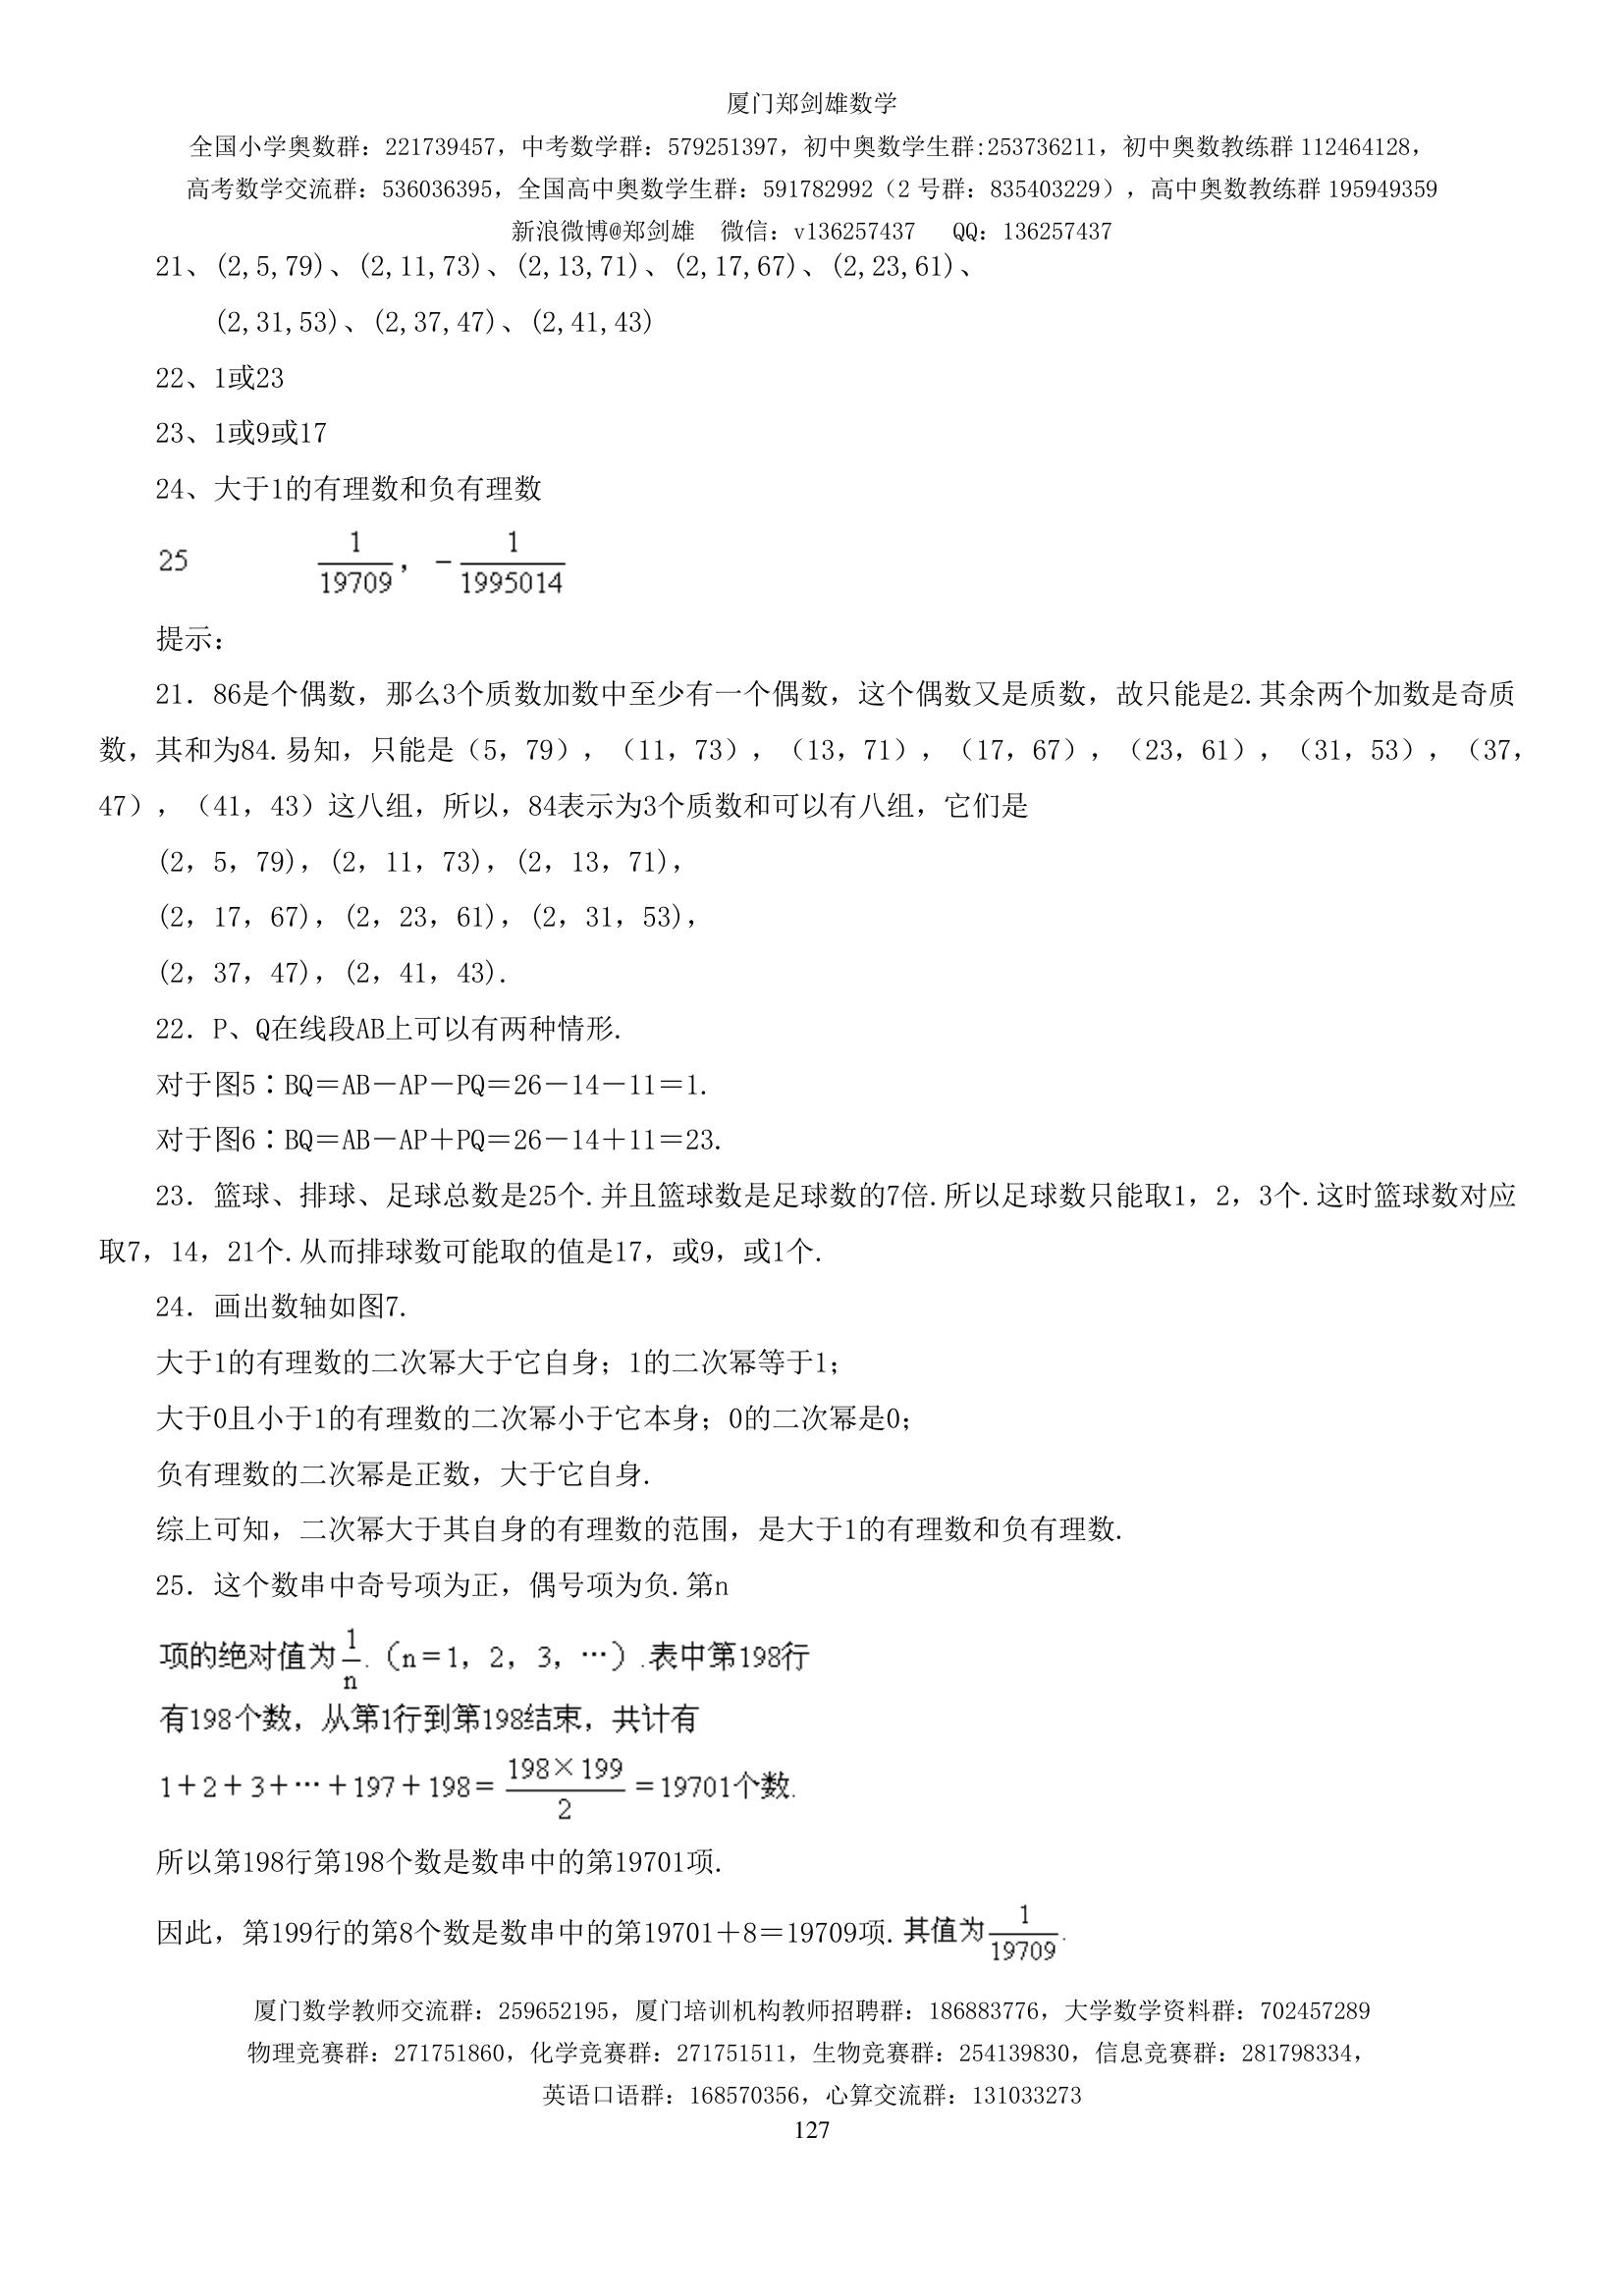 厦门郑剑雄数学
全国小学奥数群：221739457，中考数学群：579251397，初中奥数学生群:253736211，初中奥数教练群 112464128，
高考数学交流群：536036395，全国高中奥数学生群：591782992（2 号群：835403229），高中奥数教练群 195949359
新浪微博@郑剑雄 微信：v136257437 QQ：136257437
21、(2,5,79)、(2,11,73)、(2,13,71)、(2,17,67)、(2,23,61)、
(2,31,53)、(2,37,47)、(2,41,43)
22、1或23
23、1或9或17
24、大于1的有理数和负有理数
25 1/19709，－1/1995014
提示：
21．86是个偶数，那么3个质数加数中至少有一个偶数，这个偶数又是质数，故只能是2.其余两个加数是奇质
数，其和为84.易知，只能是（5，79），（11，73），（13，71），（17，67），（23，61），（31，53），（37，
47），（41，43）这八组，所以，84表示为3个质数和可以有八组，它们是
(2，5，79)，(2，11，73)，(2，13，71)，
(2，17，67)，(2，23，61)，(2，31，53)，
(2，37，47)，(2，41，43).
22．P、Q在线段AB上可以有两种情形.
对于图5∶BQ＝AB－AP－PQ＝26－14－11＝1.
对于图6∶BQ＝AB－AP＋PQ＝26－14＋11＝23.
23．篮球、排球、足球总数是25个.并且篮球数是足球数的7倍.所以足球数只能取1，2，3个.这时篮球数对应
取7，14，21个.从而排球数可能取的值是17，或9，或1个.
24．画出数轴如图7.
大于1的有理数的二次幂大于它自身；1的二次幂等于1；
大于0且小于1的有理数的二次幂小于它本身；0的二次幂是0；
负有理数的二次幂是正数，大于它自身.
综上可知，二次幂大于其自身的有理数的范围，是大于1的有理数和负有理数.
25．这个数串中奇号项为正，偶号项为负.第n
项的绝对值为1/n.（n＝1，2，3，…）.表中第198行
有198个数，从第1行到第198结束，共计有
1＋2＋3＋…＋197＋198＝198×199/2＝19701个数.
所以第198行第198个数是数串中的第19701项.
因此，第199行的第8个数是数串中的第19701＋8＝19709项.其值为1/19709.
厦门数学教师交流群：259652195，厦门培训机构教师招聘群：186883776，大学数学资料群：702457289
物理竞赛群：271751860，化学竞赛群：271751511，生物竞赛群：254139830，信息竞赛群：281798334，
英语口语群：168570356，心算交流群：131033273
127